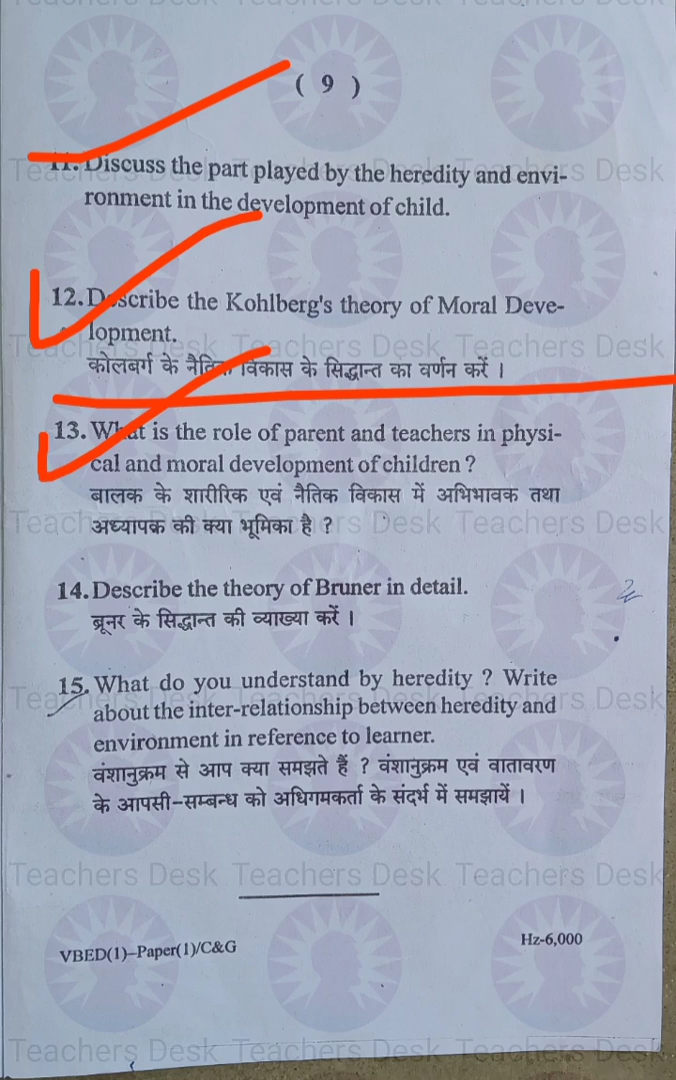 ( 9 )
11. Discuss the part played by the heredity and envi-
ronment in the development of child.
12. Describe the Kohlberg's theory of Moral Deve-
lopment.
कोलबर्ग के नैतिक विकास के सिद्धान्त का वर्णन करें ।
13. What is the role of parent and teachers in physi-
cal and moral development of children ?
बालक के शारीरिक एवं नैतिक विकास में अभिभावक तथा
अध्यापक की क्या भूमिका है ?
14. Describe the theory of Bruner in detail.
ब्रूनर के सिद्धान्त की व्याख्या करें ।
15. What do you understand by heredity ? Write
about the inter-relationship between heredity and
environment in reference to learner.
वंशानुक्रम से आप क्या समझते हैं ? वंशानुक्रम एवं वातावरण
के आपसी-सम्बन्ध को अधिगमकर्ता के संदर्भ में समझायें ।
VBED(1)–Paper(1)/C&G
Hz-6,000
Teachers Desk Teachers Desk Teachers Desk